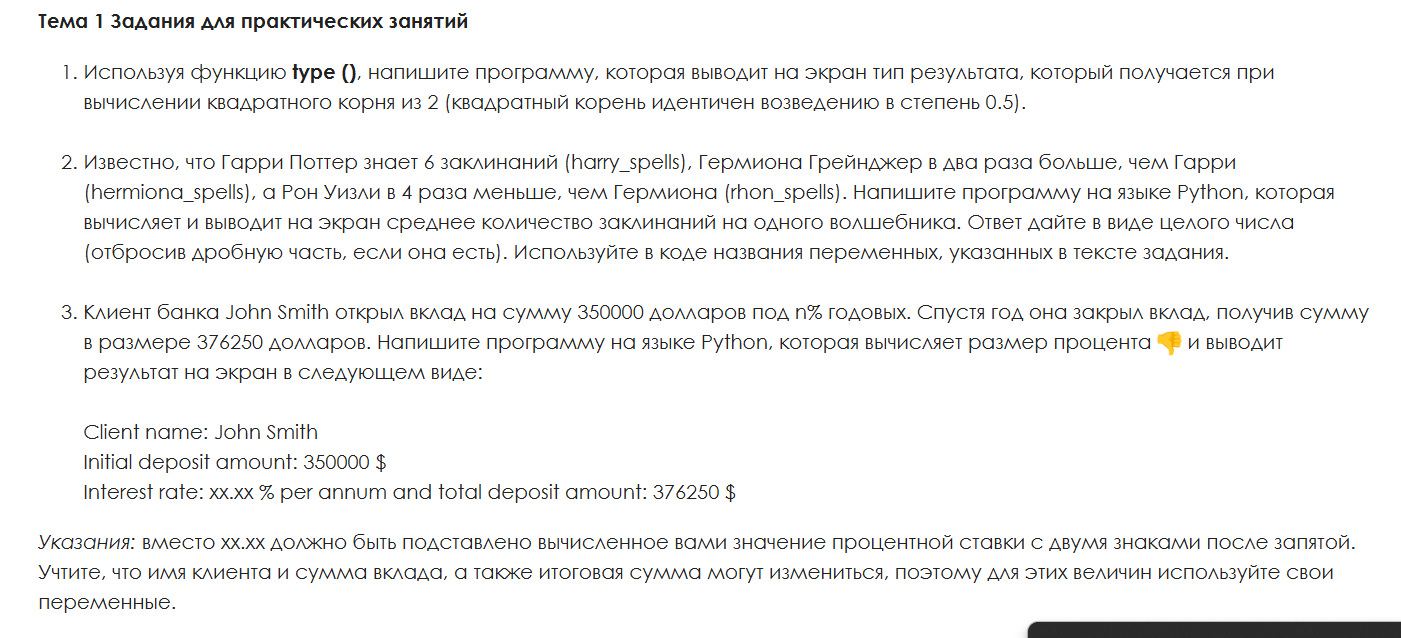 Тема 1 Задания для практических занятий
1. Используя функцию type (), напишите программу, которая выводит на экран тип результата, который получается при
вычислении квадратного корня из 2 (квадратный корень идентичен возведению в степень 0.5).
2. Известно, что Гарри Поттер знает 6 заклинаний (harry_spells), Гермиона Грейнджер в два раза больше, чем Гарри
(hermiona_spells), а Рон Уизли в 4 раза меньше, чем Гермиона (rhon_spells). Напишите программу на языке Python, которая
вычисляет и выводит на экран среднее количество заклинаний на одного волшебника. Ответ дайте в виде целого числа
(отбросив дробную часть, если она есть). Используйте в коде названия переменных, указанных в тексте задания.
3. Клиент банка John Smith открыл вклад на сумму 350000 долларов под n% годовых. Спустя год она закрыл вклад, получив сумму
в размере 376250 долларов. Напишите программу на языке Python, которая вычисляет размер процента 👎 и выводит
результат на экран в следующем виде:
Client name: John Smith
Initial deposit amount: 350000 $
Interest rate: xx.xx % per annum and total deposit amount: 376250 $
Указания: вместо xx.xx должно быть подставлено вычисленное вами значение процентной ставки с двумя знаками после запятой.
Учтите, что имя клиента и сумма вклада, а также итоговая сумма могут измениться, поэтому для этих величин используйте свои
переменные.